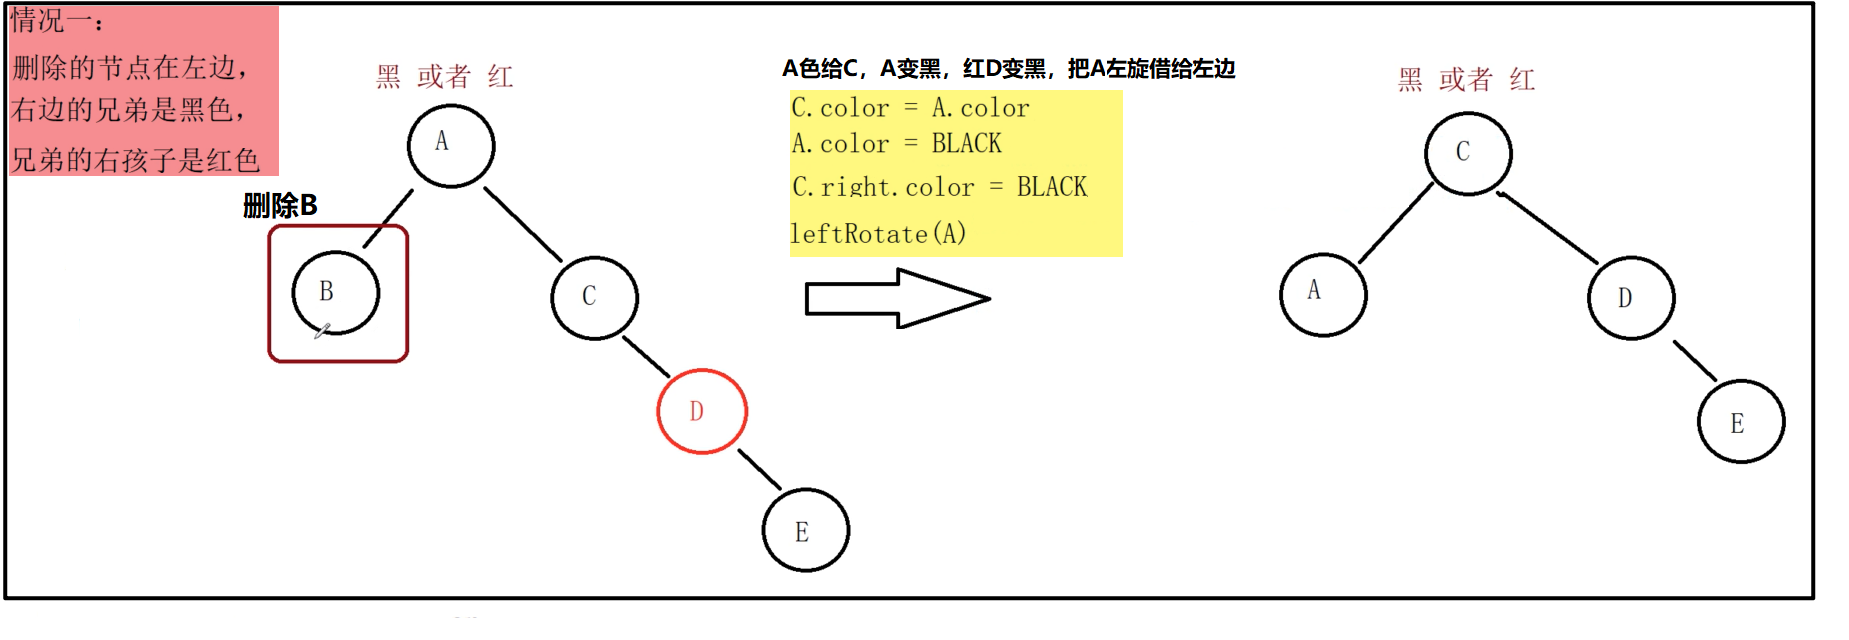 情况一：
删除的节点在左边，
右边的兄弟是黑色，
兄弟的右孩子是红色
删除B
黑 或者 红
A
B
C
D
E
A色给C，A变黑，红D变黑，把A左旋借给左边
C.color = A.color
A.color = BLACK
C.right.color = BLACK
leftRotate(A)
黑 或者 红
C
A
D
E